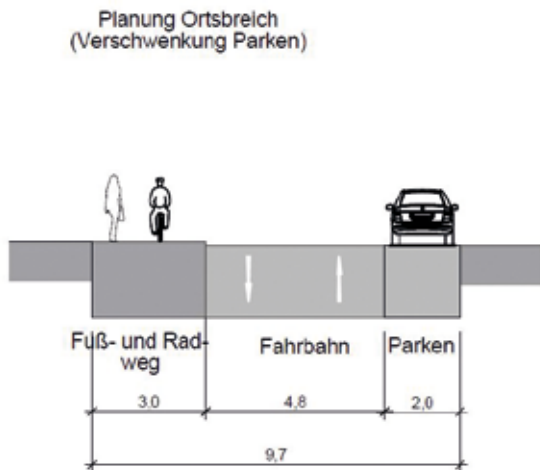 Planung Ortsbreich
(Verschwenkung Parken)
Fuß- und Rad-
weg
Fahrbahn
Parken
3,0
4,8
2,0
9,7